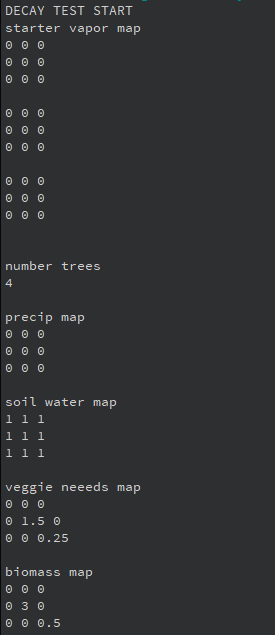 DECAY TEST START
starter vapor map
0 0 0
0 0 0
0 0 0
0 0 0
0 0 0
0 0 0
0 0 0
0 0 0
0 0 0
number trees
4
precip map
0 0 0
0 0 0
0 0 0
soil water map
1 1 1
1 1 1
1 1 1
veggie neeeds map
0 0 0
0 1.5 0
0 0 0.25
biomass map
0 0 0
0 3 0
0 0 0.5